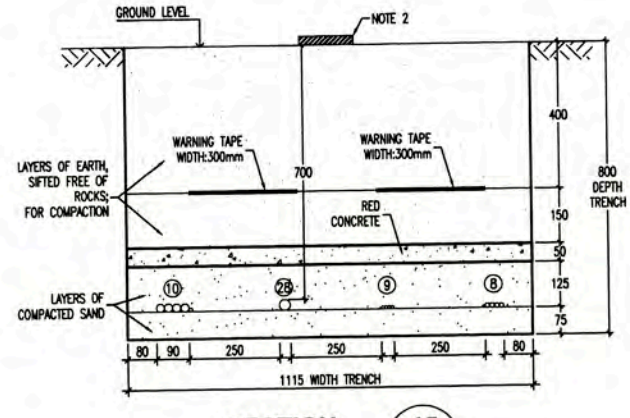 GROUND LEVEL
NOTE 2
WARNING TAPE
WIDTH:300mm
WARNING TAPE
WIDTH:300mm
700
400
800
DEPTH
TRENCH
LAYERS OF EARTH,
SIFTED FREE OF
ROCKS;
FOR COMPACTION
RED
CONCRETE
150
50
10
28
9
8
125
LAYERS OF
COMPACTED SAND
75
80
90
250
250
250
80
1115 WIDTH TRENCH